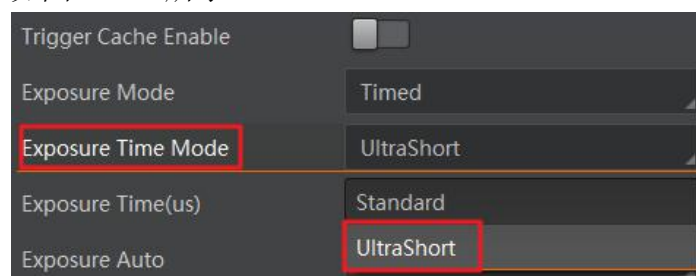 Trigger Cache Enable
Exposure Mode Timed
Exposure Time Mode UltraShort
Exposure Time(us) Standard
Exposure Auto UltraShort